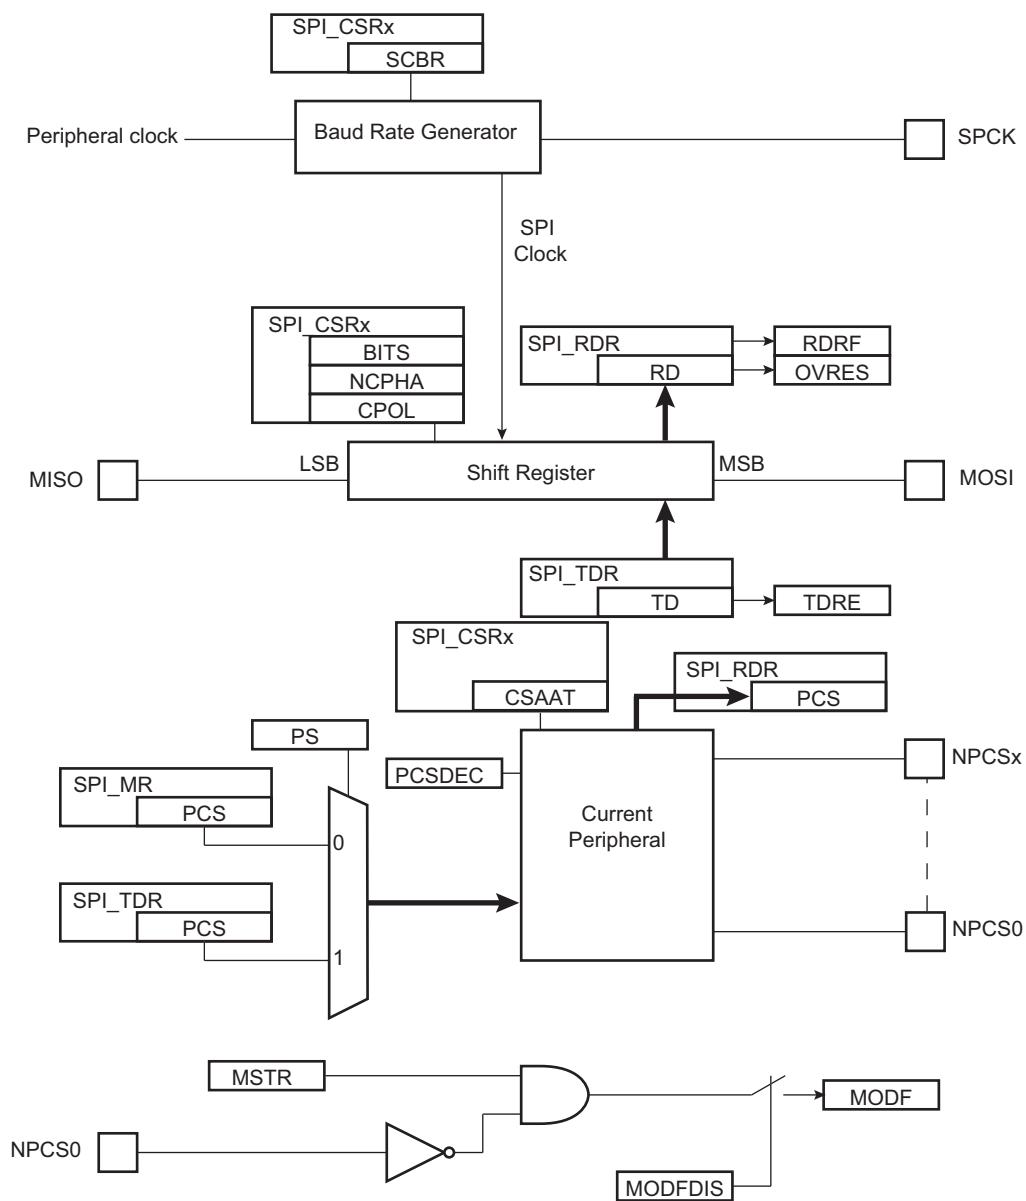 SPI_CSRx
SCBR
Peripheral clock
Baud Rate Generator
SPCK
SPI
Clock
SPI_CSRx
BITS
NCPHA
CPOL
SPI_RDR
RD
RDRF
OVRES
MISO
LSB
Shift Register
MSB
MOSI
SPI_TDR
TD
TDRE
SPI_CSRx
CSAAT
SPI_RDR
PCS
PS
PCSDEC
NPCSx
SPI_MR
PCS
0
Current
Peripheral
SPI_TDR
PCS
1
NPCS0
MSTR
MODF
NPCS0
MODFDIS